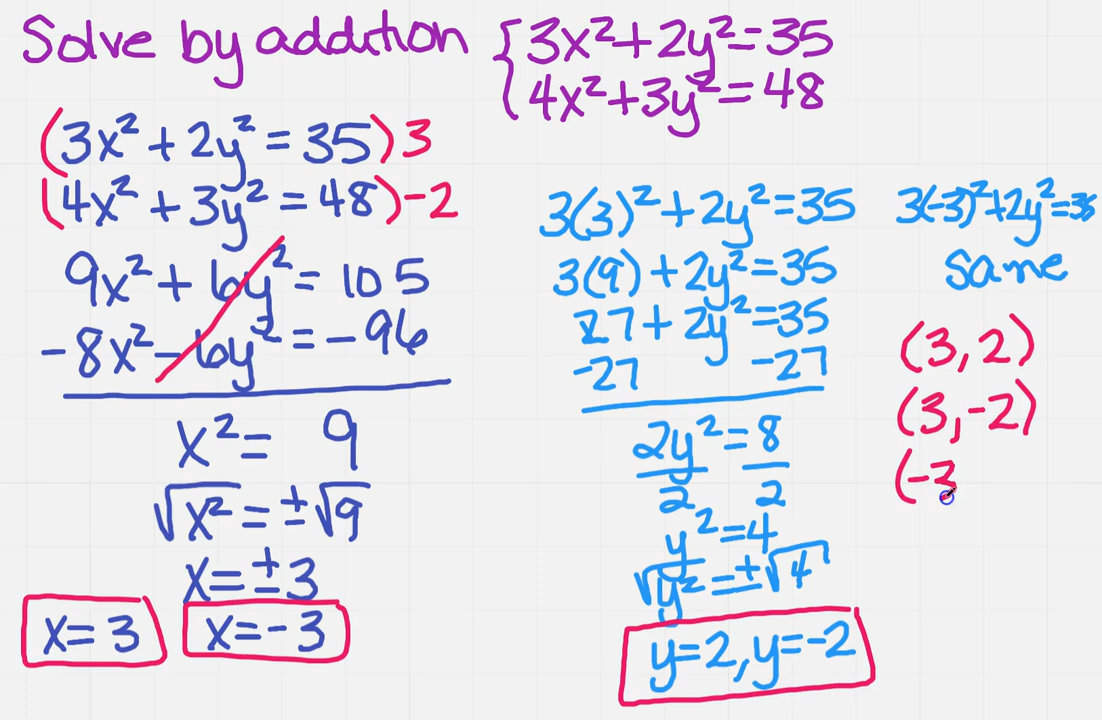 Solve by addition { 3x²+2y²=35
4x²+3y²=48
(3x²+2y²=35)3
(4x²+3y²=48)-2
9x²+6y²=105
-8x²-6y²=-96
x²= 9
√x²=±√9
x=±3
x=3 x=-3
3(3)²+2y²=35
3(9)+2y²=35
27+2y²=35
-27 -27
2y²=8
2 2
y²=4
√y²=±√4
y=2,y=-2
3(-3)²+2y²=35
Same
(3,2)
(3,-2)
(-3